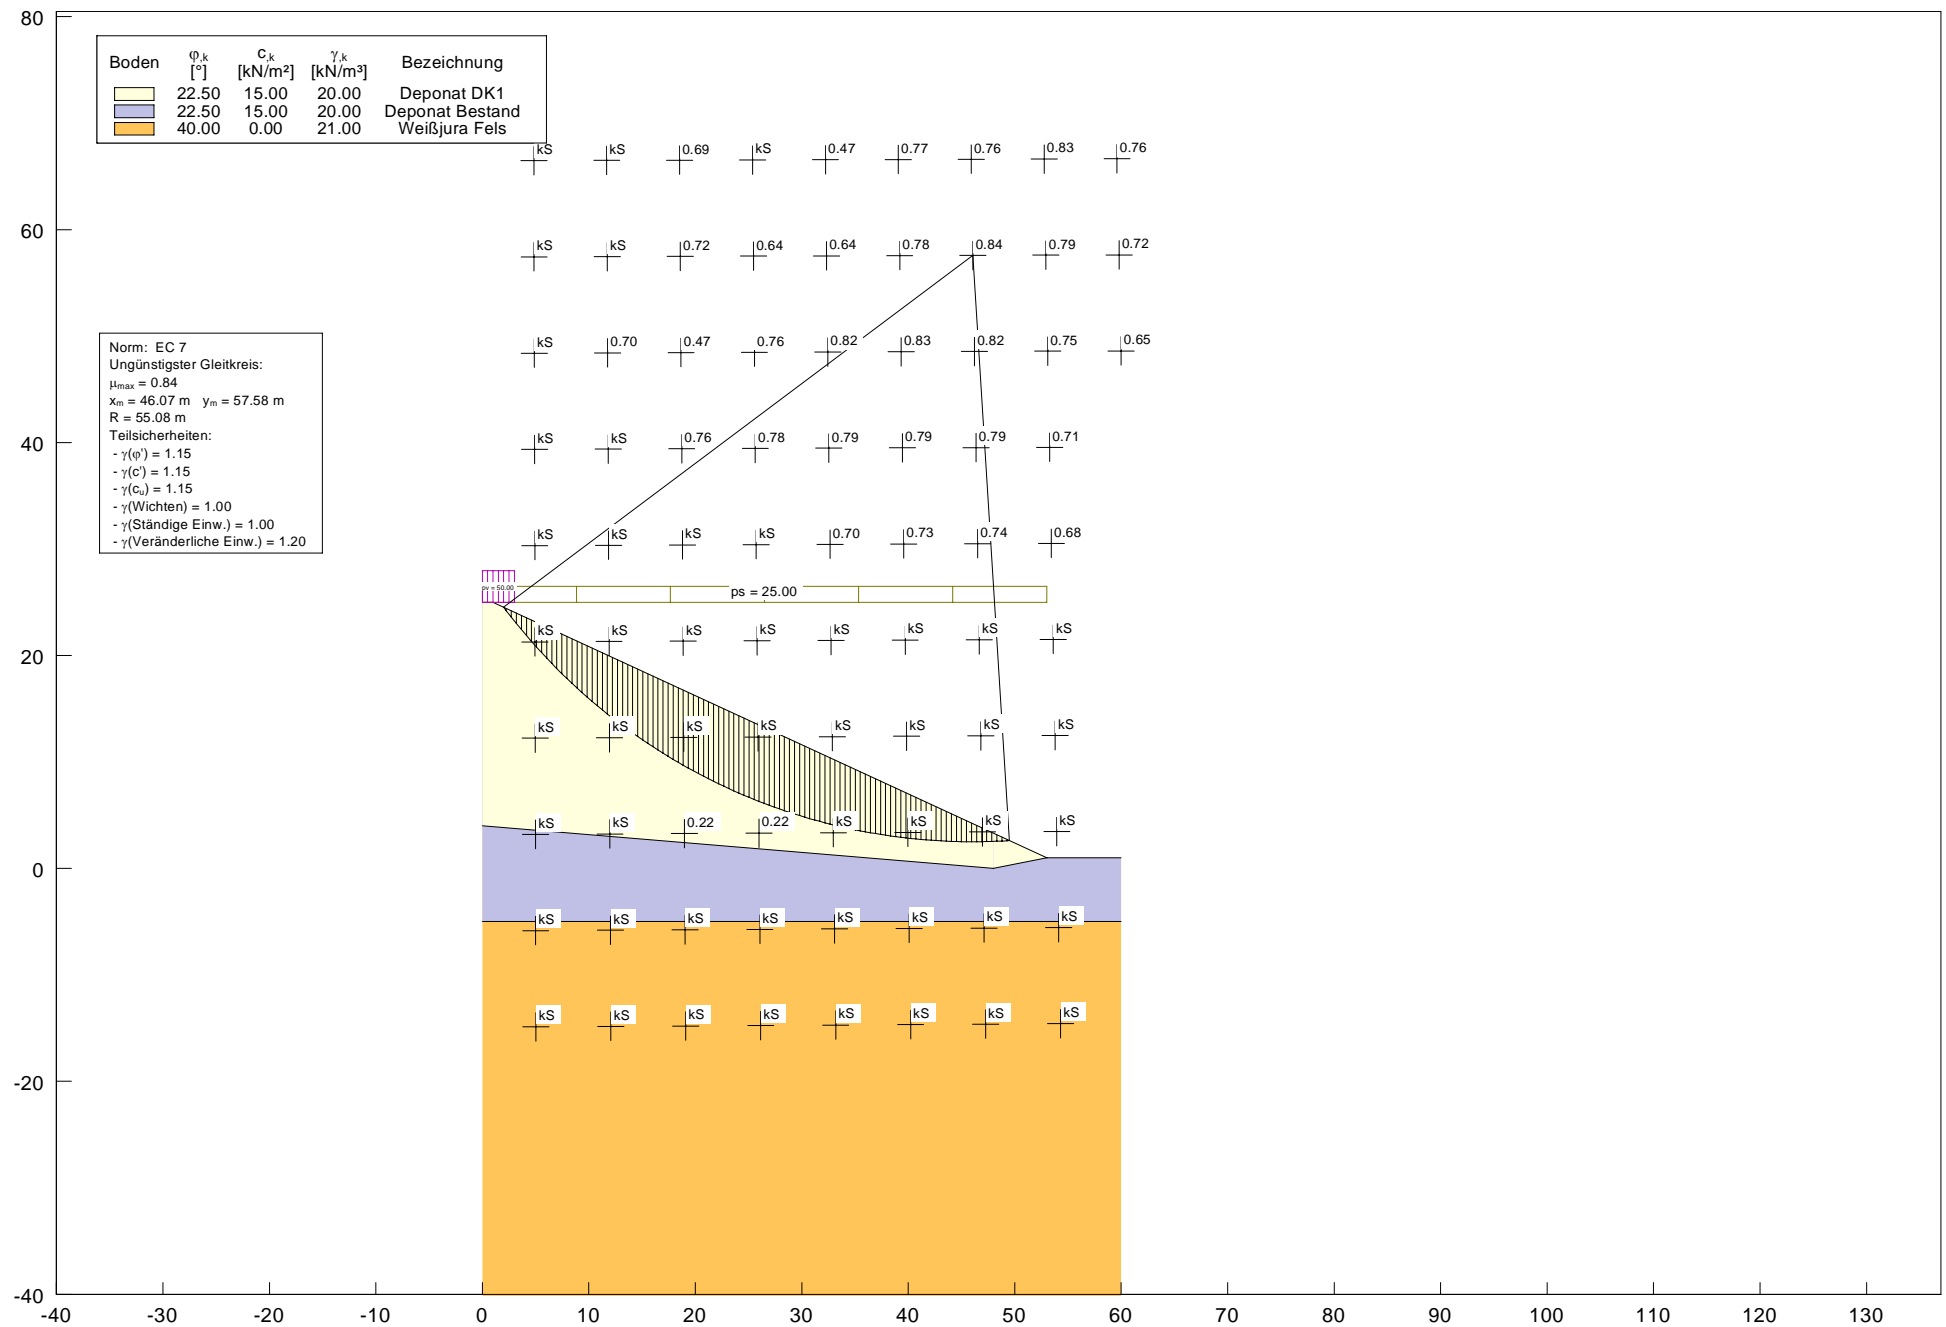 80
Boden φ,k c,k γ,k Bezeichnung
[°] [kN/m²] [kN/m³]
22.50 15.00 20.00 Deponat DK1
22.50 15.00 20.00 Deponat Bestand
40.00 0.00 21.00 Weißjura Fels
kS kS 0.69 kS 0.47 0.77 0.76 0.83 0.76
60
kS kS 0.72 0.64 0.64 0.78 0.84 0.79 0.72
Norm: EC 7
Ungünstigster Gleitkreis:
μmax = 0.84
xm = 46.07 m ym = 57.58 m
R = 55.08 m
Teilsicherheiten:
- γ(φ') = 1.15
- γ(c') = 1.15
- γ(cu) = 1.15
- γ(Wichten) = 1.00
- γ(Ständige Einw.) = 1.00
- γ(Veränderliche Einw.) = 1.20
kS 0.70 0.47 0.76 0.82 0.83 0.82 0.75 0.65
40
kS kS 0.76 0.78 0.79 0.79 0.79 0.71
kS kS kS kS 0.70 0.73 0.74 0.68
pv = 50.00
ps = 25.00
20
kS kS kS kS kS kS kS kS
kS kS kS kS kS kS kS kS
kS kS 0.22 0.22 kS kS kS kS
0
kS kS kS kS kS kS kS kS
kS kS kS kS kS kS kS kS
-20
-40
-40 -30 -20 -10 0 10 20 30 40 50 60 70 80 90 100 110 120 130